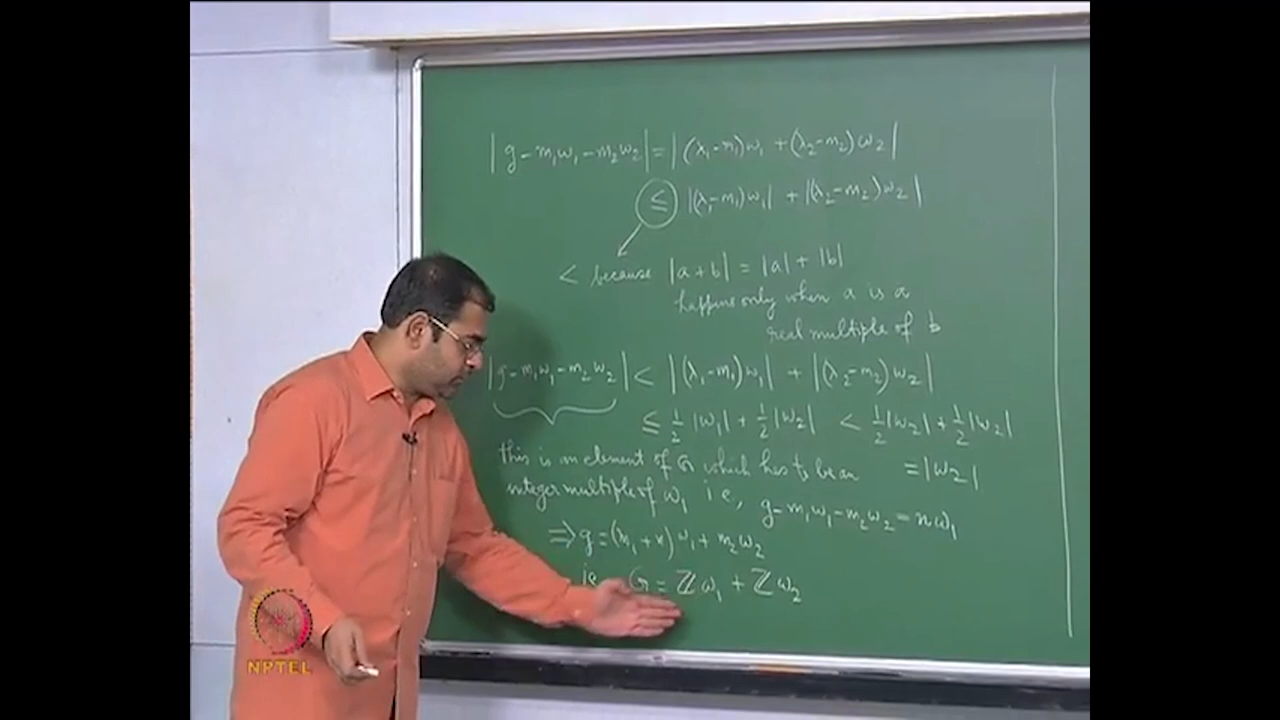 |g-m₁ω₁-m₂ω₂| = |(λ₁-m₁)ω₁ + (λ₂-m₂)ω₂|
≤ |(λ₁-m₁)ω₁| + |(λ₂-m₂)ω₂|
< because |a+b| = |a| + |b|
happens only when a is a
real multiple of b
|g-m₁ω₁-m₂ω₂| < |(λ₁-m₁)ω₁| + |(λ₂-m₂)ω₂|
≤ ½|ω₁| + ½|ω₂| < ½|ω₂| + ½|ω₂|
this is an element of G which has to be an = |ω₂|
integer multiple of ω₁ ie, g-m₁ω₁-m₂ω₂ = nω₁
⇒ g = (m₁+n)ω₁ + m₂ω₂
ie G = ℤω₁ + ℤω₂
NPTEL